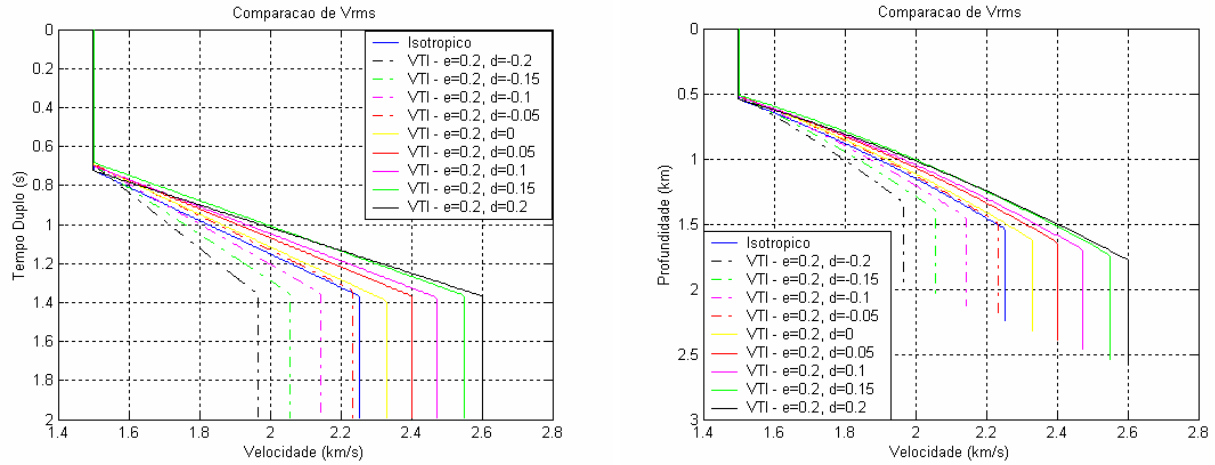 Comparacao de Vrms
0
0.2
0.4
0.6
0.8
1
1.2
1.4
1.6
1.8
2
Tempo Duplo (s)
1.4
1.6
1.8
2
2.2
2.4
2.6
2.8
Velocidade (km/s)
Isotropico
VTI - e=0.2, d=-0.2
VTI - e=0.2, d=-0.15
VTI - e=0.2, d=-0.1
VTI - e=0.2, d=-0.05
VTI - e=0.2, d=0
VTI - e=0.2, d=0.05
VTI - e=0.2, d=0.1
VTI - e=0.2, d=0.15
VTI - e=0.2, d=0.2
Comparacao de Vrms
0
0.5
1
1.5
2
2.5
3
Profundidade (km)
1.4
1.6
1.8
2
2.2
2.4
2.6
2.8
Velocidade (km/s)
Isotropico
VTI - e=0.2, d=-0.2
VTI - e=0.2, d=-0.15
VTI - e=0.2, d=-0.1
VTI - e=0.2, d=-0.05
VTI - e=0.2, d=0
VTI - e=0.2, d=0.05
VTI - e=0.2, d=0.1
VTI - e=0.2, d=0.15
VTI - e=0.2, d=0.2